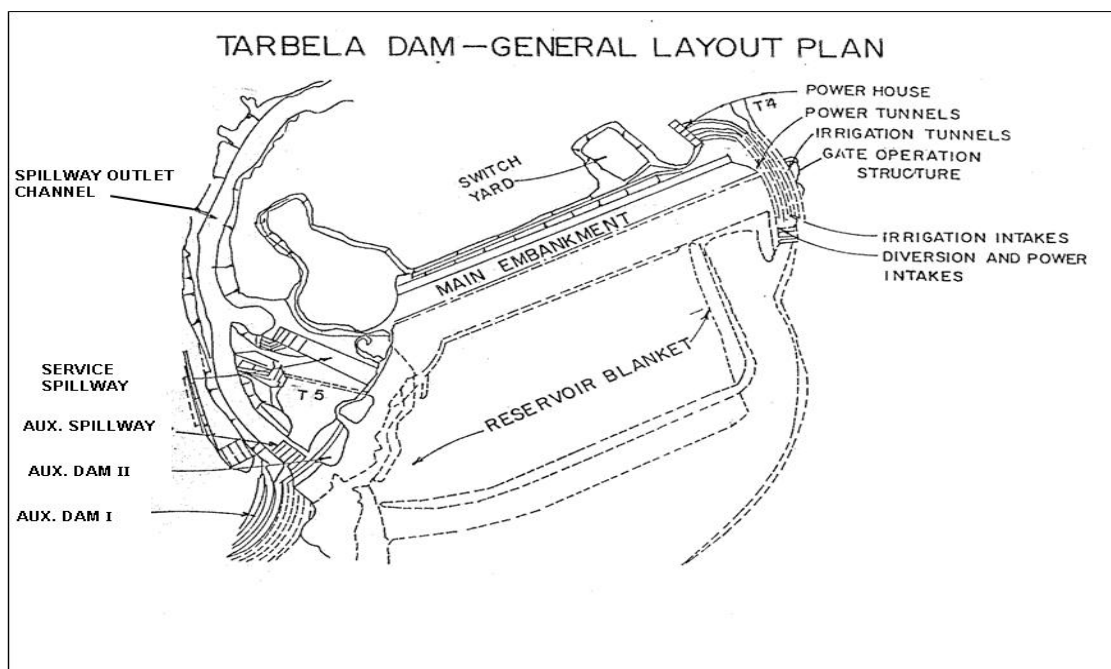 TARBELA DAM — GENERAL LAYOUT PLAN
POWER HOUSE
T4
POWER TUNNELS
IRRIGATION TUNNELS
GATE OPERATION
STRUCTURE
SWITCH
YARD
SPILLWAY OUTLET
CHANNEL
MAIN EMBANKMENT
IRRIGATION INTAKES
DIVERSION AND POWER
INTAKES
RESERVOIR BLANKET
SERVICE
SPILLWAY
T5
AUX. SPILLWAY
AUX. DAM II
AUX. DAM I